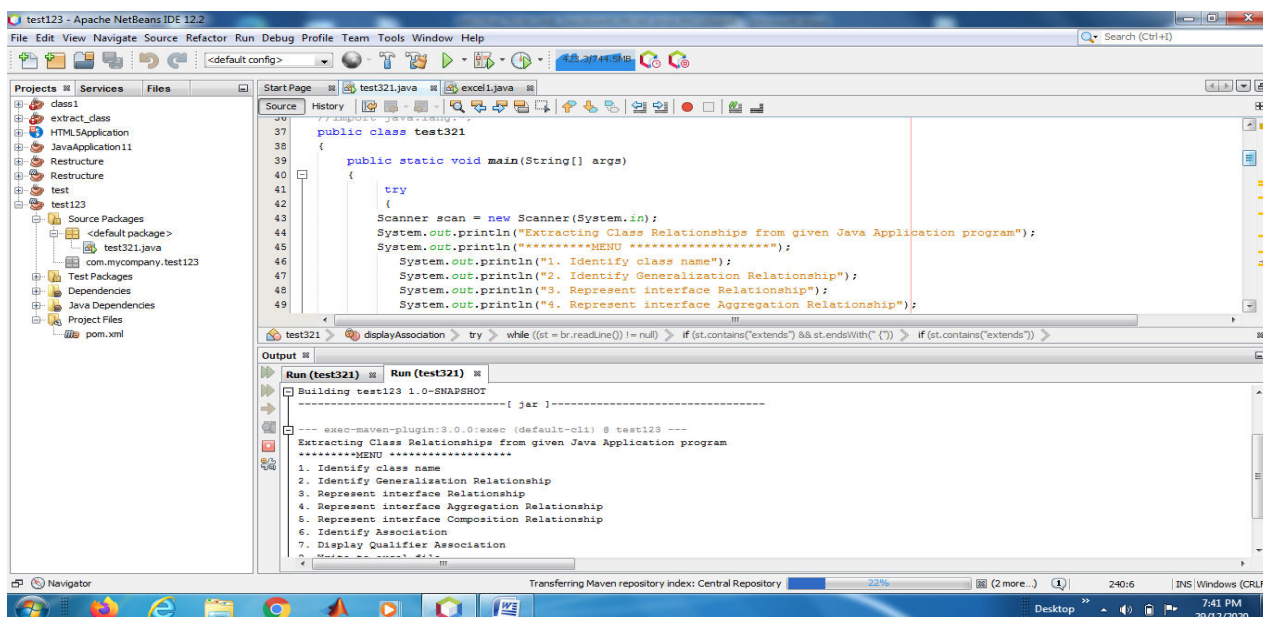 test123 - Apache NetBeans IDE 12.2
File Edit View Navigate Source Refactor Run Debug Profile Team Tools Window Help
Search (Ctrl+I)
<default config>
423.3/744.5MB
Projects Services Files
class1
extract_class
HTML5Application
JavaApplication11
Restructure
Restructure
test
test123
Source Packages
<default package>
test321.java
com.mycompany.test123
Test Packages
Dependencies
Java Dependencies
Project Files
pom.xml
Start Page test321.java excel1.java
Source History
36 //import java.lang.*;
37 public class test321
38 {
39 public static void main(String[] args)
40 {
41 try
42 {
43 Scanner scan = new Scanner(System.in);
44 System.out.println("Extracting Class Relationships from given Java Application program");
45 System.out.println("*********MENU *******************");
46 System.out.println("1. Identify class name");
47 System.out.println("2. Identify Generalization Relationship");
48 System.out.println("3. Represent interface Relationship");
49 System.out.println("4. Represent interface Aggregation Relationship");
test321 displayAssociation try while ((st = br.readLine()) != null) if (st.contains("extends") && st.endsWith(" {")) if (st.contains("extends"))
Output
Run (test321) Run (test321)
Building test123 1.0-SNAPSHOT
--------------------------------[ jar ]---------------------------------
--- exec-maven-plugin:3.0.0:exec (default-cli) @ test123 ---
Extracting Class Relationships from given Java Application program
*********MENU *******************
1. Identify class name
2. Identify Generalization Relationship
3. Represent interface Relationship
4. Represent interface Aggregation Relationship
5. Represent interface Composition Relationship
6. Identify Association
7. Display Qualifier Association
Navigator
Transferring Maven repository index: Central Repository 22% (2 more...) 1 240:6 INS Windows (CRLF
Desktop
7:41 PM
29/12/2020